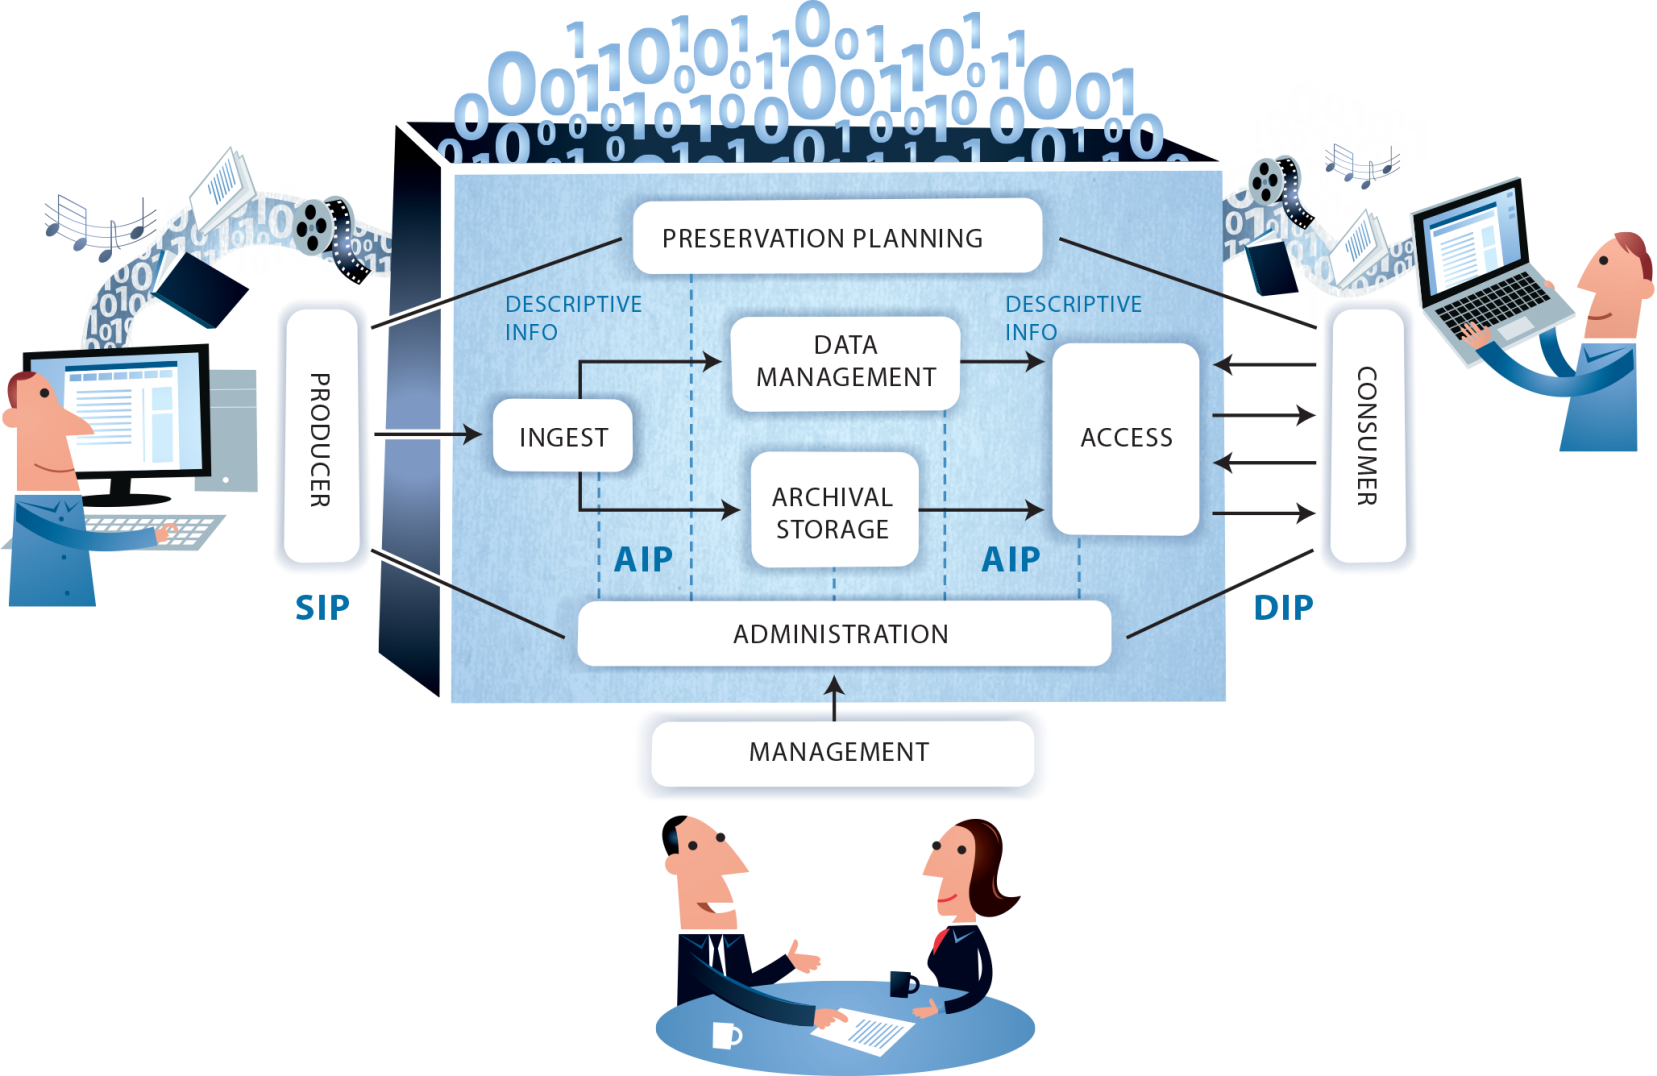 PRESERVATION PLANNING
DESCRIPTIVE
INFO
DESCRIPTIVE
INFO
DATA
MANAGEMENT
PRODUCER
INGEST
ACCESS
CONSUMER
ARCHIVAL
STORAGE
AIP
AIP
SIP
DIP
ADMINISTRATION
MANAGEMENT